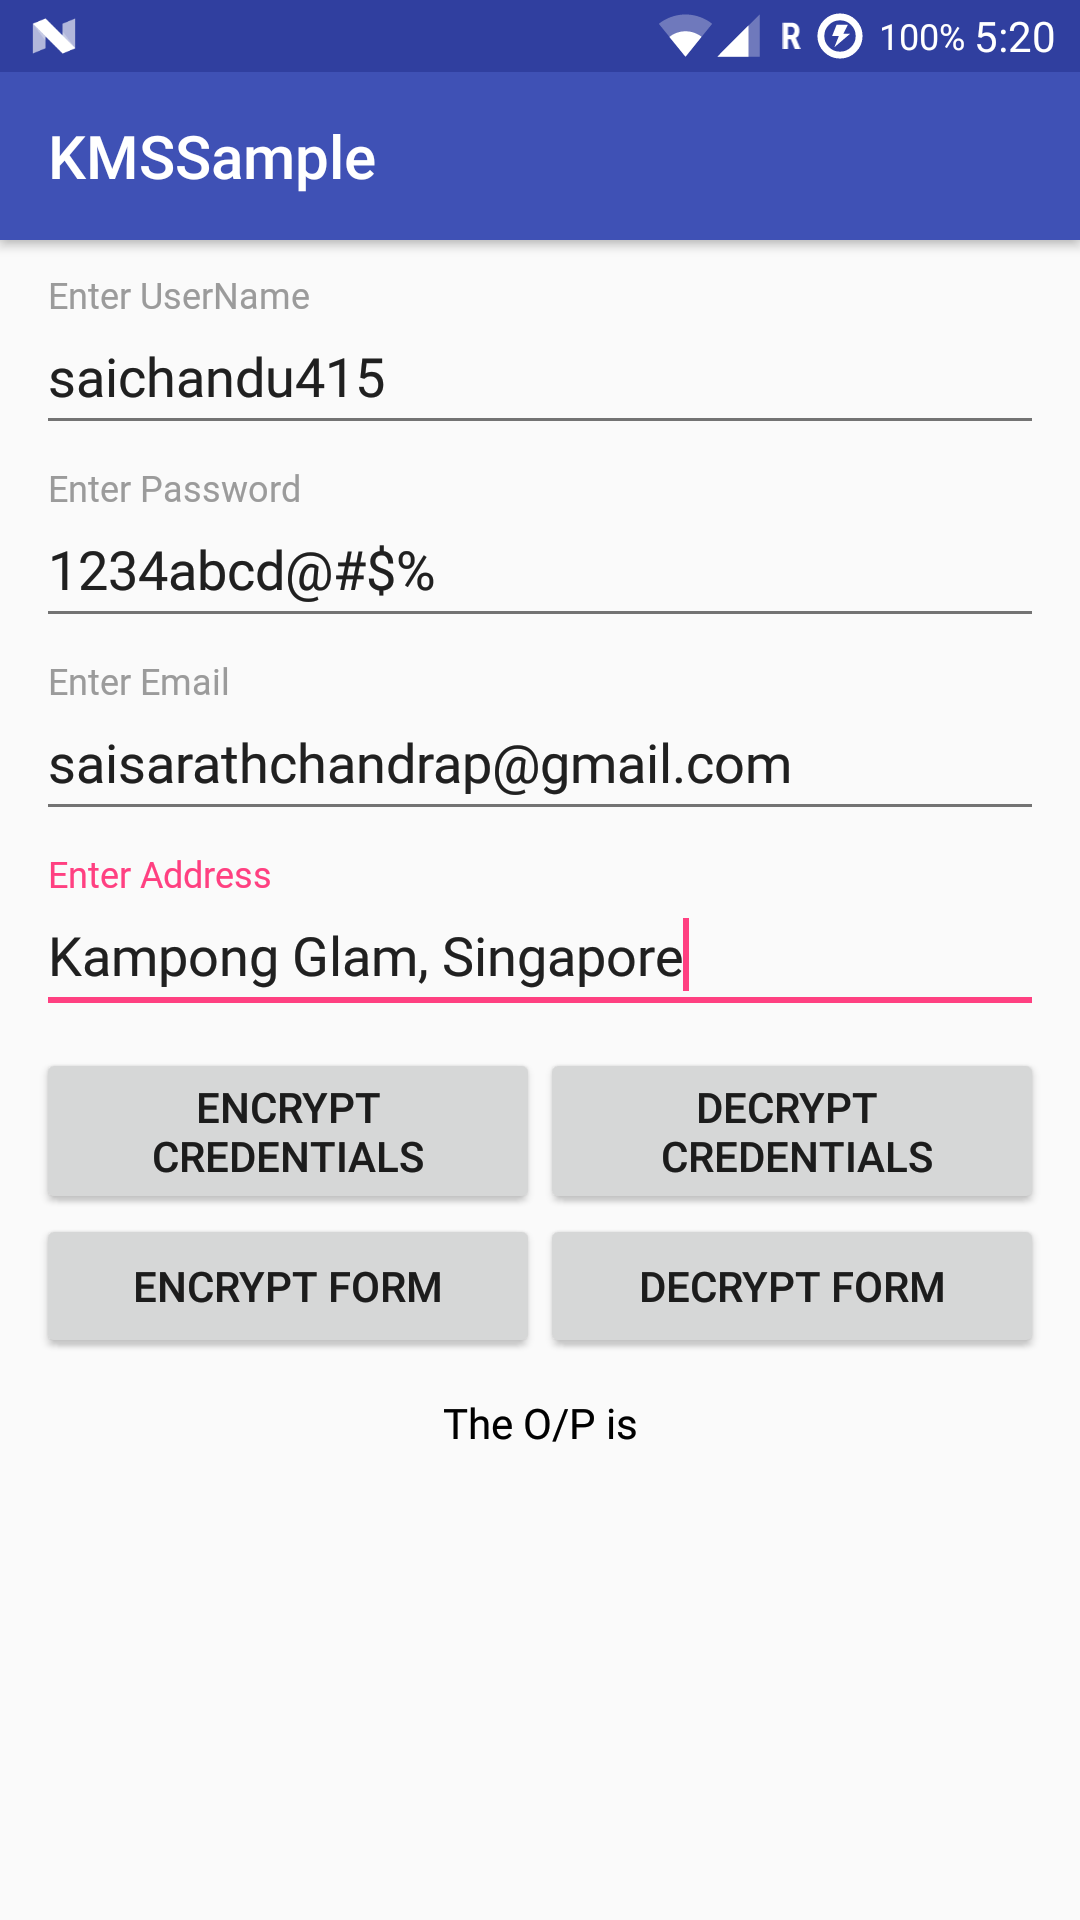 R 100% 5:20
KMSSample
Enter UserName
saichandu415
Enter Password
1234abcd@#$%
Enter Email
saisarathchandrap@gmail.com
Enter Address
Kampong Glam, Singapore
ENCRYPT
CREDENTIALS
DECRYPT
CREDENTIALS
ENCRYPT FORM
DECRYPT FORM
The O/P is